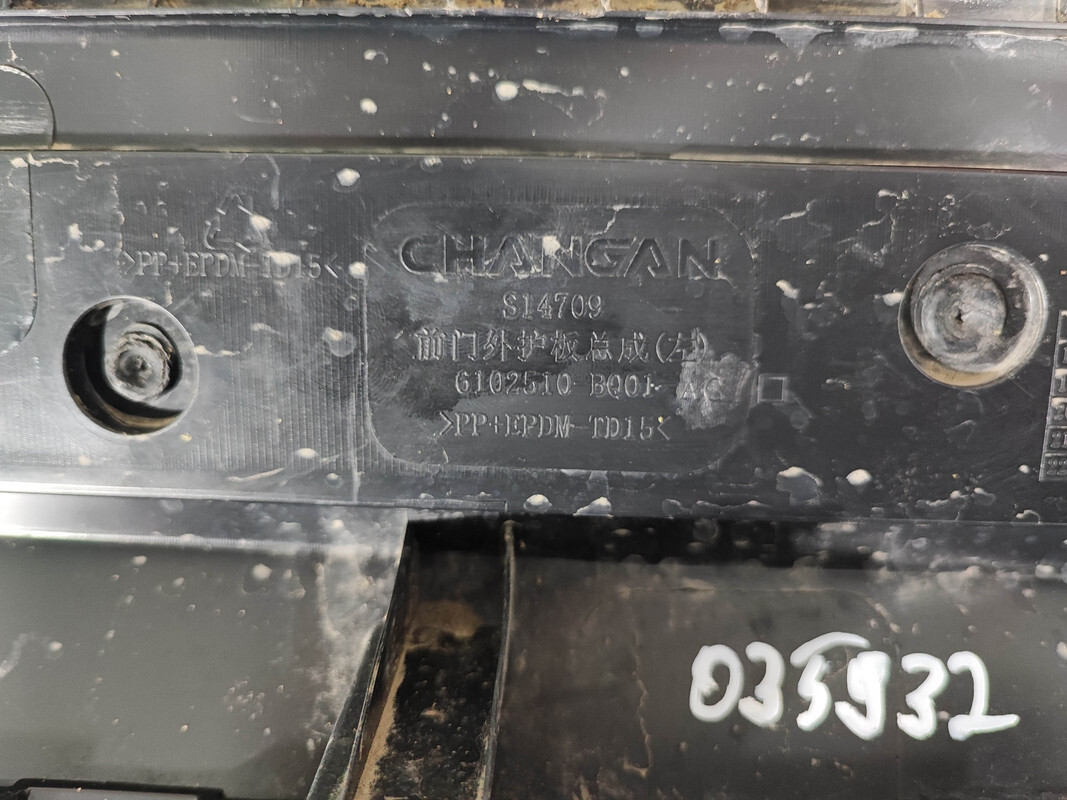 >PP+EPDM-TD15<
CHANGAN
S14709
前门外护板总成(左)
6102510-BQ01-AC
>PP+EPDM-TD15<
035932